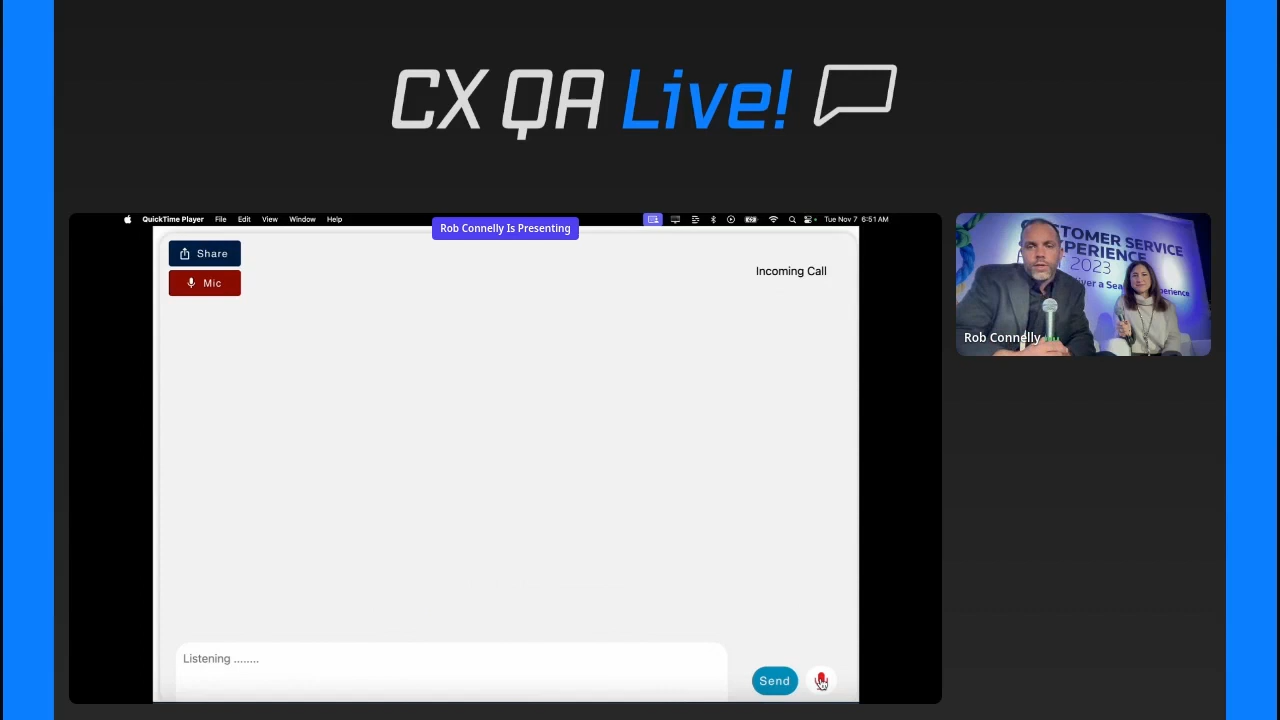 CX QA Live!
QuickTime Player File Edit View Window Help
Tue Nov 7 6:51 AM
Rob Connelly Is Presenting
Share
Mic
Incoming Call
Listening ........
Send
CUSTOMER SERVICE
EXPERIENCE
2023
Rob Connelly